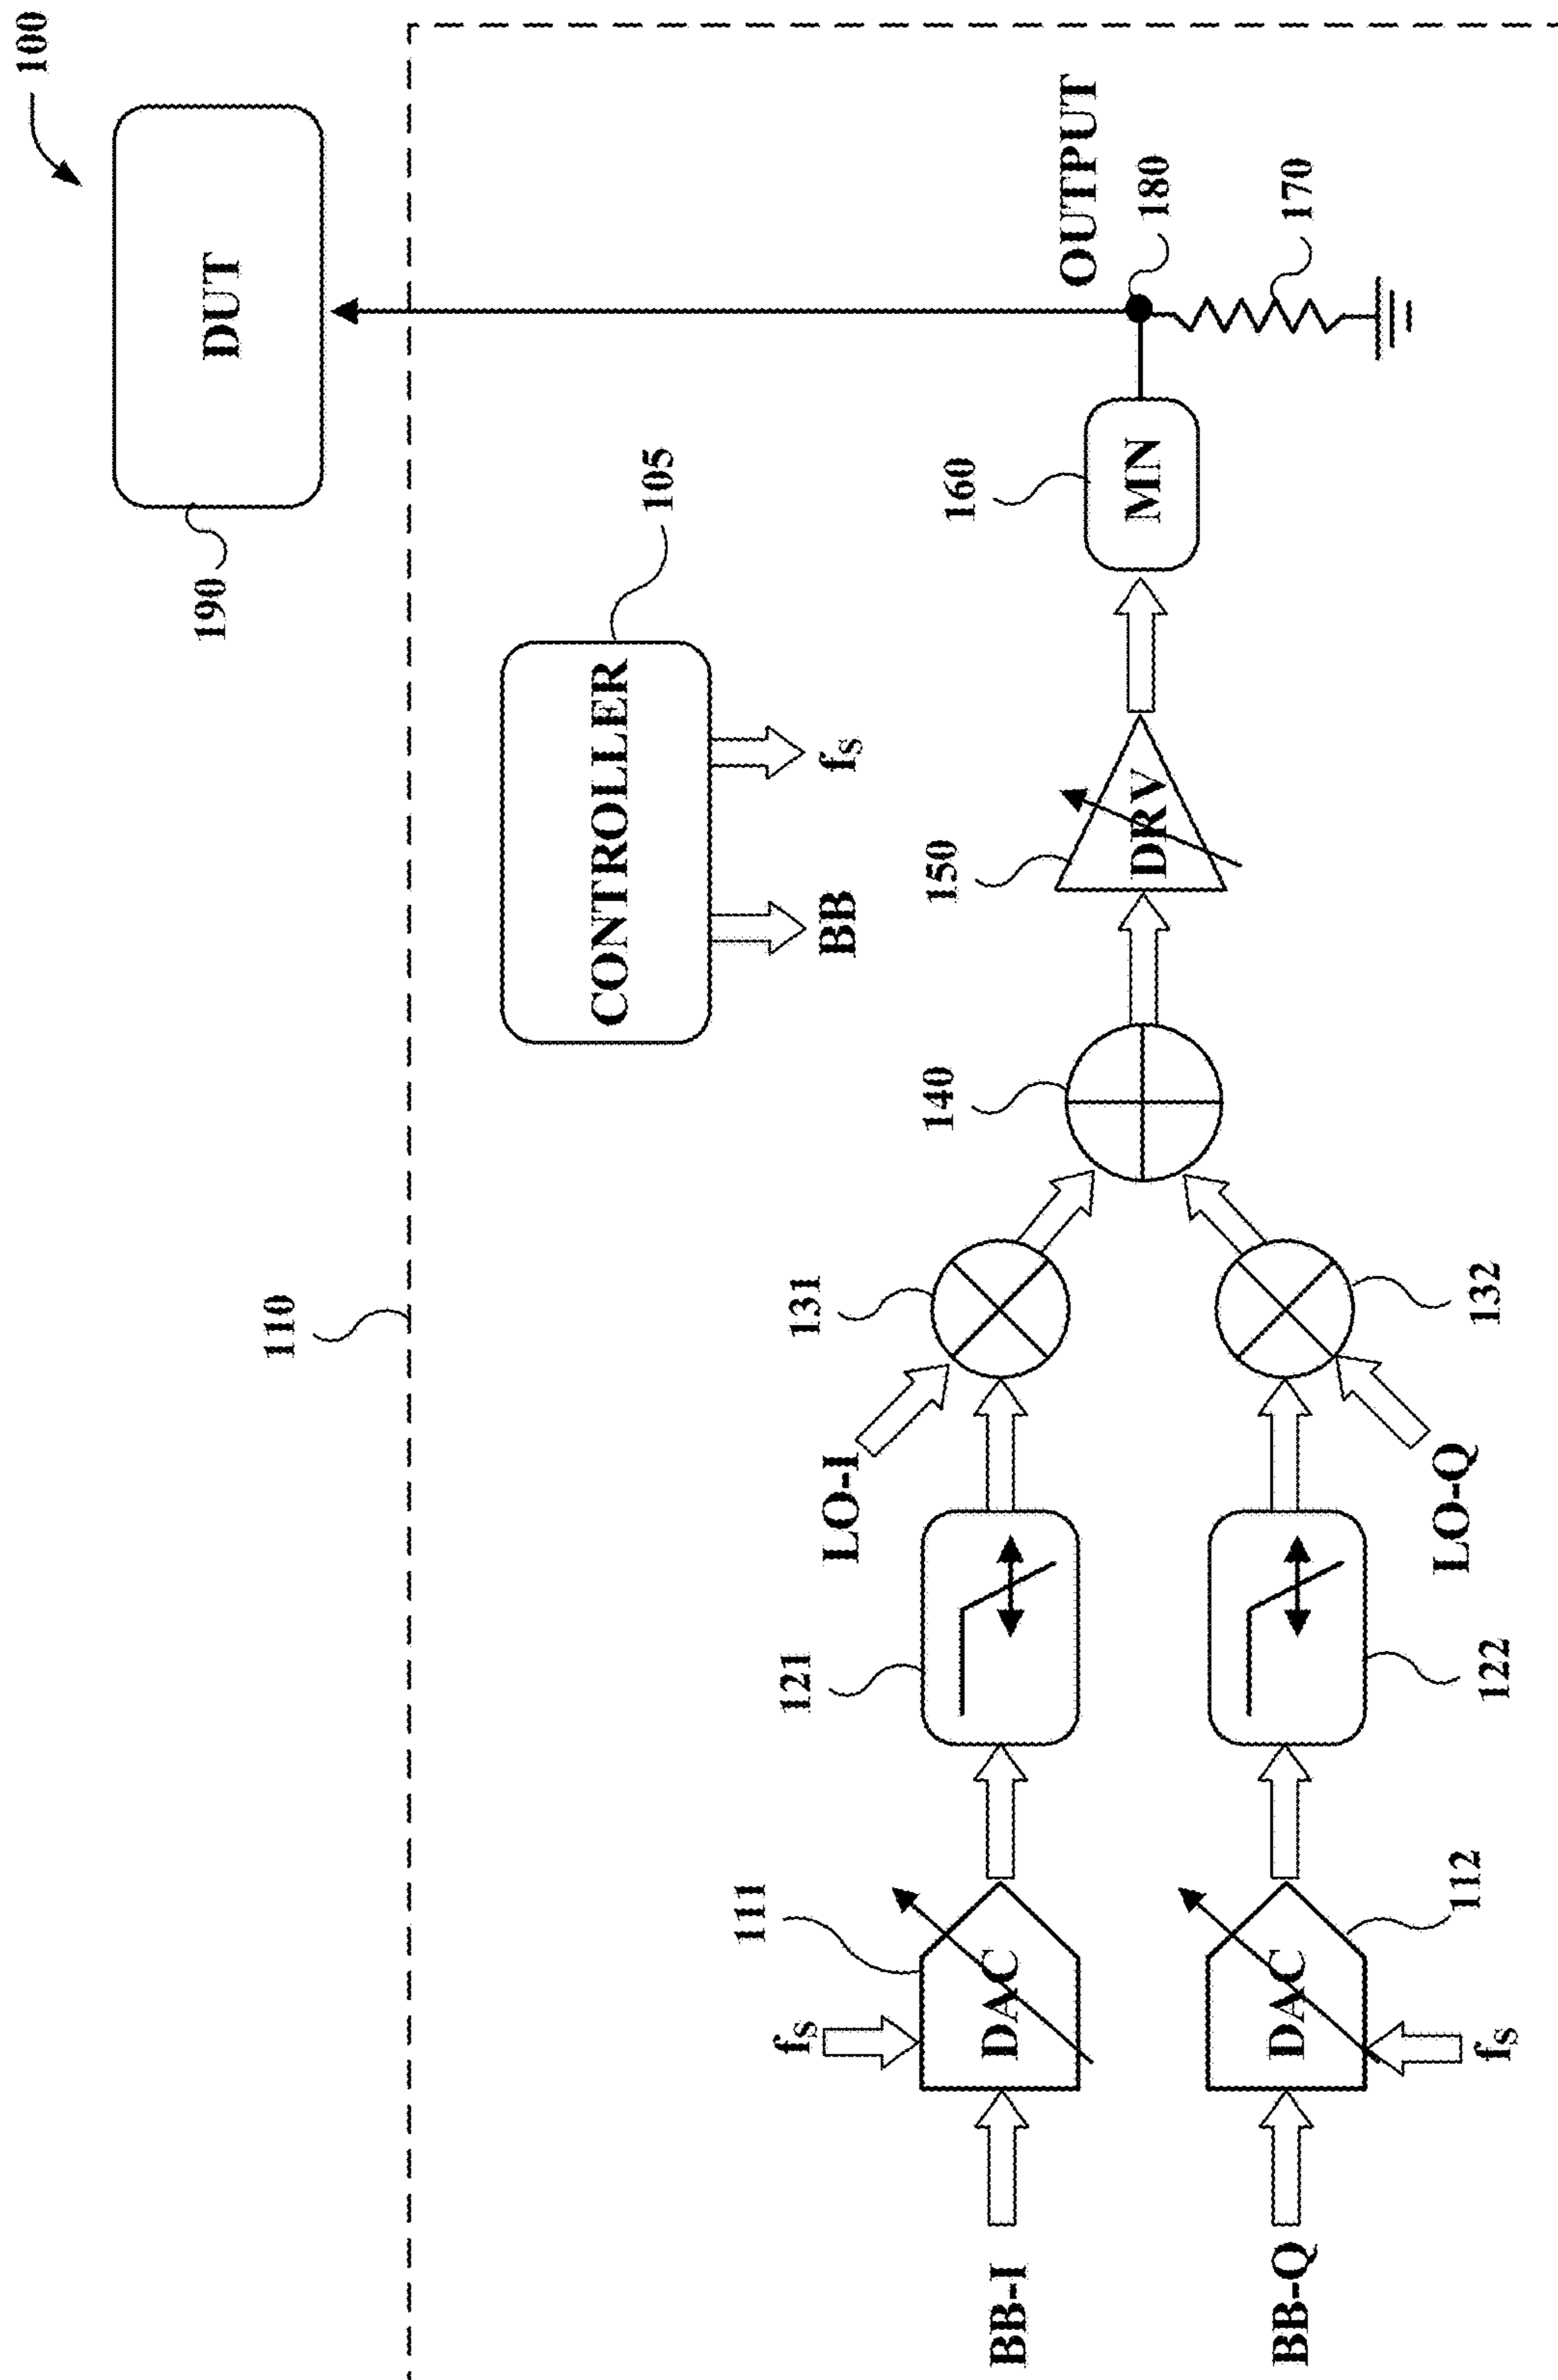 100
DUT
190
110
CONTROLLER
105
BB
fS
OUTPUT
180
170
MN
160
DRV
150
140
131
132
LO-I
LO-Q
121
122
111
112
fS
DAC
DAC
fS
BB-I
BB-Q